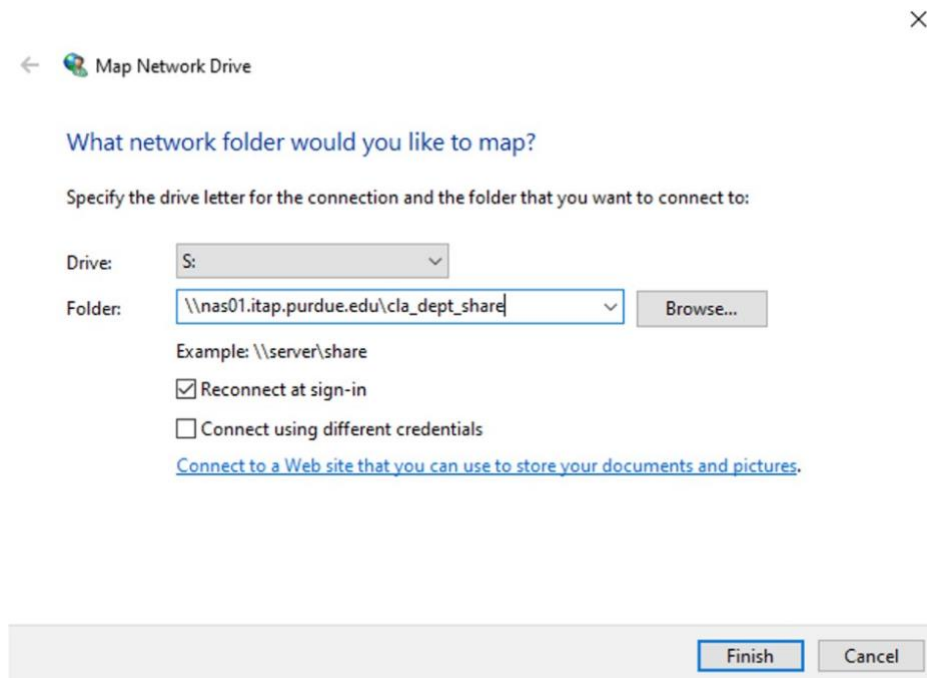 Map Network Drive
What network folder would you like to map?
Specify the drive letter for the connection and the folder that you want to connect to:
Drive: S:
Folder: \\nas01.itap.purdue.edu\cla_dept_share Browse...
Example: \\server\share
Reconnect at sign-in
Connect using different credentials
Connect to a Web site that you can use to store your documents and pictures.
Finish Cancel